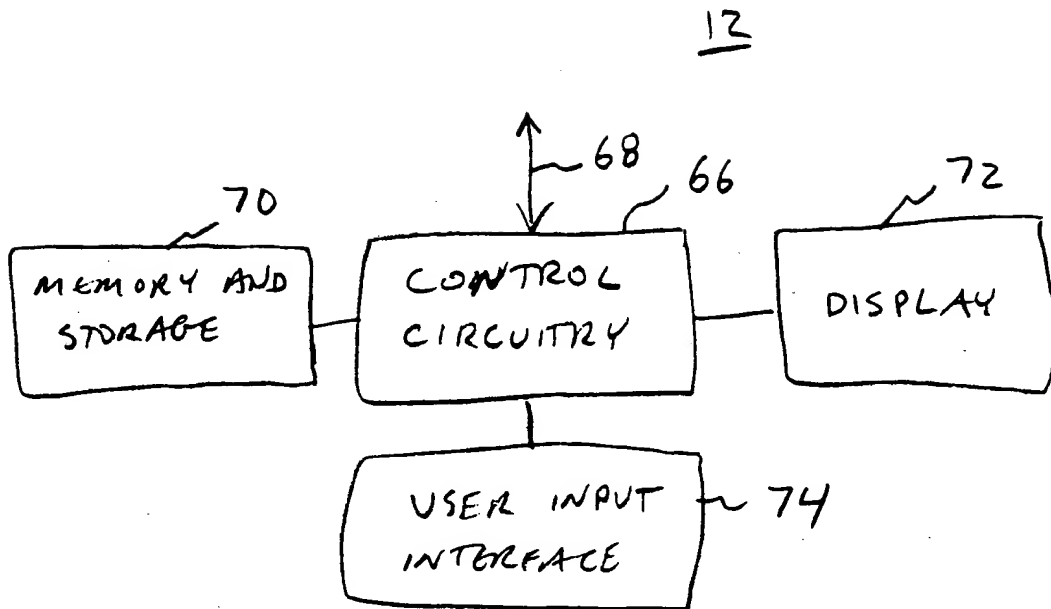 12
68
66
70
72
MEMORY AND
STORAGE
CONTROL
CIRCUITRY
DISPLAY
USER INPUT
INTERFACE
74